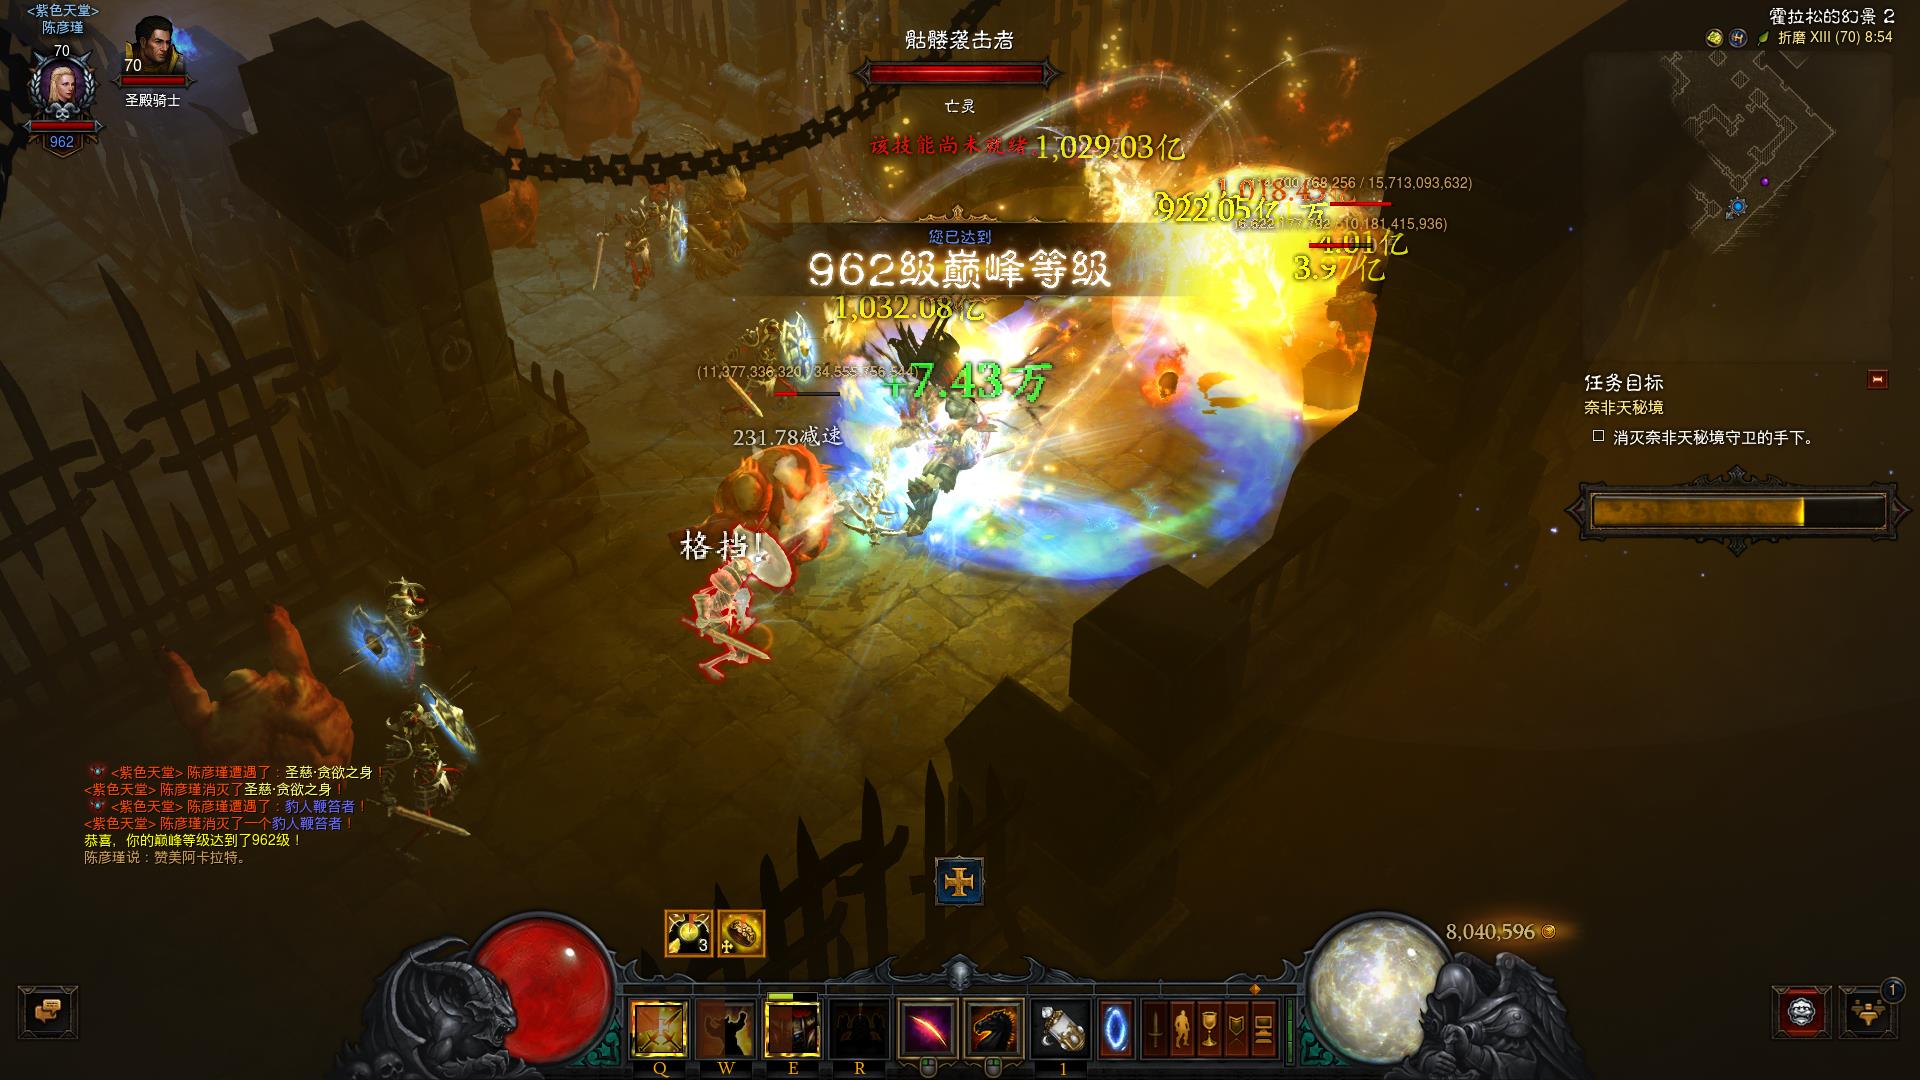 <紫色天堂>
陈彦瑾
70
962
70
圣殿骑士
骷髅袭击者
亡灵
该技能尚未就绪
1,029.03亿
922.05亿
4.01亿
3.97亿
您已达到
962级巅峰等级
1,032.08亿
+7.43万
231.78减速
格挡!
霍拉松的幻景 2
折磨 XIII (70) 8:54
任务目标
奈非天秘境
消灭奈非天秘境守卫的手下。
<紫色天堂> 陈彦瑾遭遇了：圣慈·贪欲之身！
<紫色天堂> 陈彦瑾消灭了圣慈·贪欲之身！
<紫色天堂> 陈彦瑾遭遇了：豹人鞭笞者！
<紫色天堂> 陈彦瑾消灭了一个豹人鞭笞者！
恭喜，你的巅峰等级达到了962级！
陈彦瑾说：赞美阿卡拉特。
3
8,040,596
Q W E R 1
1